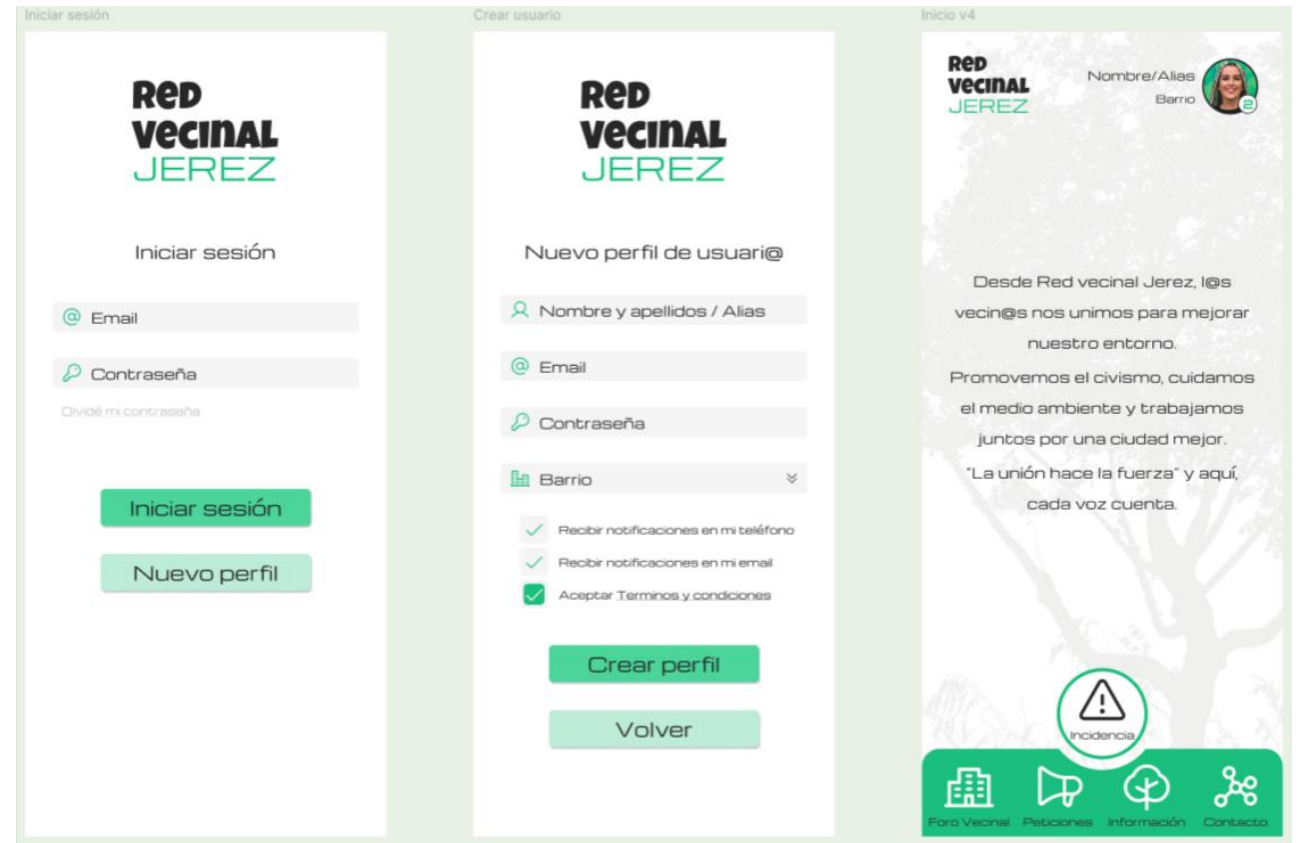 Iniciar sesión
Red
Vecinal
JEREZ
Iniciar sesión
Email
Contraseña
Olvidé mi contraseña
Iniciar sesión
Nuevo perfil
Crear usuario
Red
Vecinal
JEREZ
Nuevo perfil de usuari@
Nombre y apellidos / Alias
@ Email
Contraseña
Barrio
Recibir notificaciones en mi teléfono
Recibir notificaciones en mi email
Aceptar Terminos y condiciones
Crear perfil
Volver
Inicio v4
Red
Vecinal
JEREZ
Nombre/Alias
Barrio
2
Desde Red vecinal Jerez, l@s
vecin@s nos unimos para mejorar
nuestro entorno.
Promovemos el civismo, cuidamos
el medio ambiente y trabajamos
juntos por una ciudad mejor.
"La unión hace la fuerza" y aquí,
cada voz cuenta.
Incidencia
Foro Vecinal
Peticiones
Información
Contacto